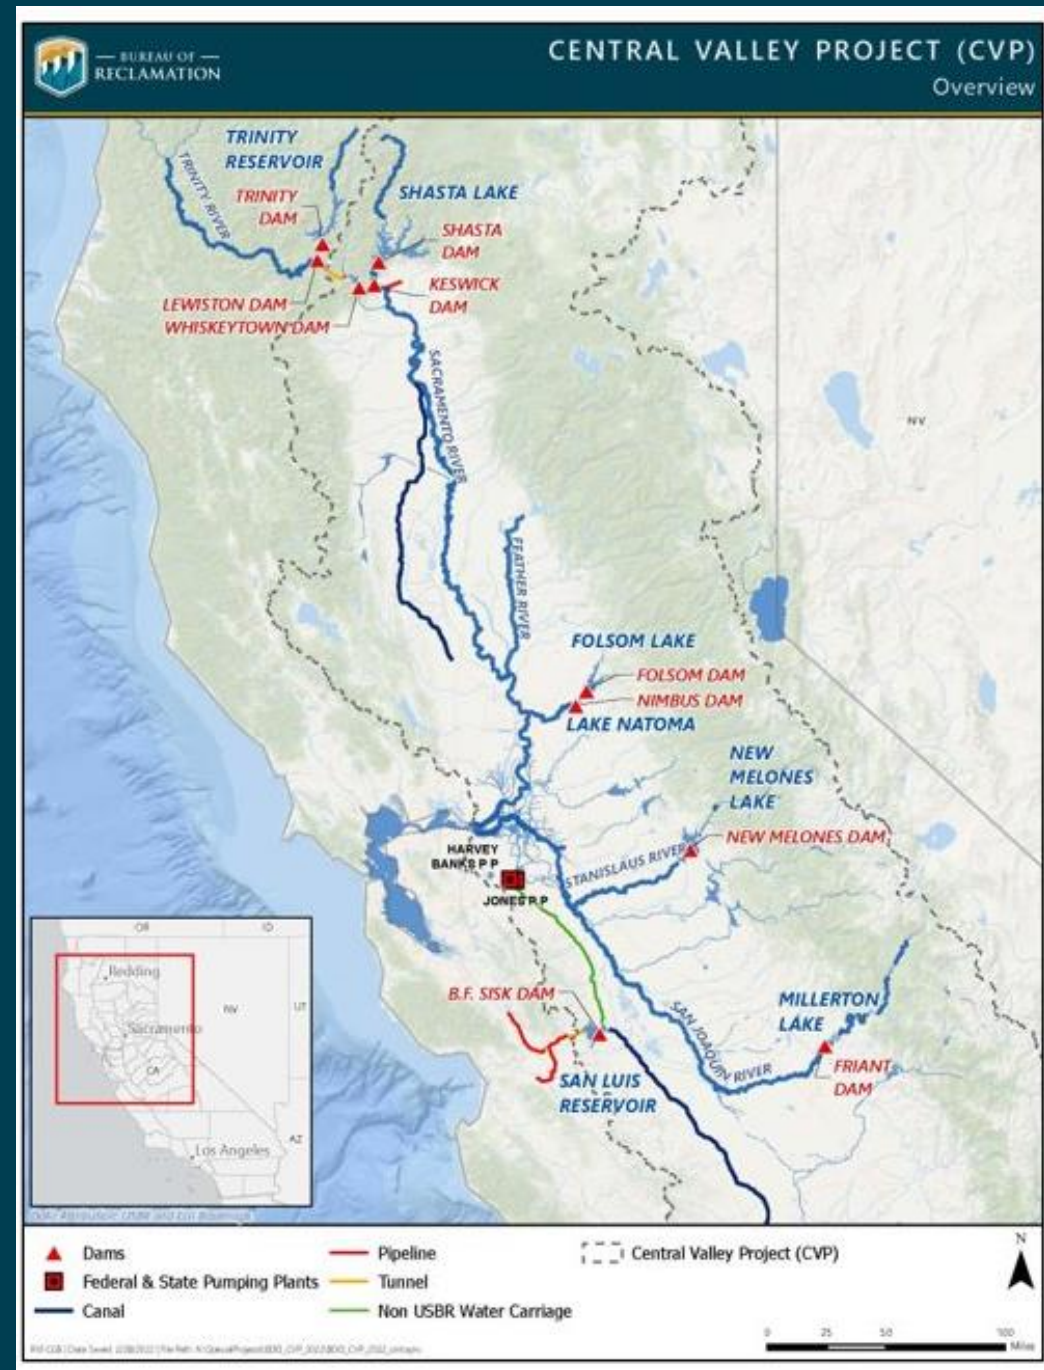 — BUREAU OF —
RECLAMATION
CENTRAL VALLEY PROJECT (CVP)
Overview
TRINITY
RESERVOIR
TRINITY RIVER
TRINITY
DAM
SHASTA LAKE
SHASTA
DAM
LEWISTON DAM
WHISKEYTOWN DAM
KESWICK
DAM
SACRAMENTO RIVER
NV
FEATHER RIVER
FOLSOM LAKE
FOLSOM DAM
NIMBUS DAM
LAKE NATOMA
NEW
MELONES
LAKE
NEW MELONES DAM
HARVEY
BANKS P P
STANISLAUS RIVER
JONES P P
B.F. SISK DAM
SAN LUIS
RESERVOIR
SAN JOAQUIN RIVER
MILLERTON
LAKE
FRIANT
DAM
OR
ID
Redding
NV
UT
Sacramento
CA
Los Angeles
AZ
Dams
Federal & State Pumping Plants
Canal
Pipeline
Tunnel
Non USBR Water Carriage
Central Valley Project (CVP)
N
0 25 50 100
Miles